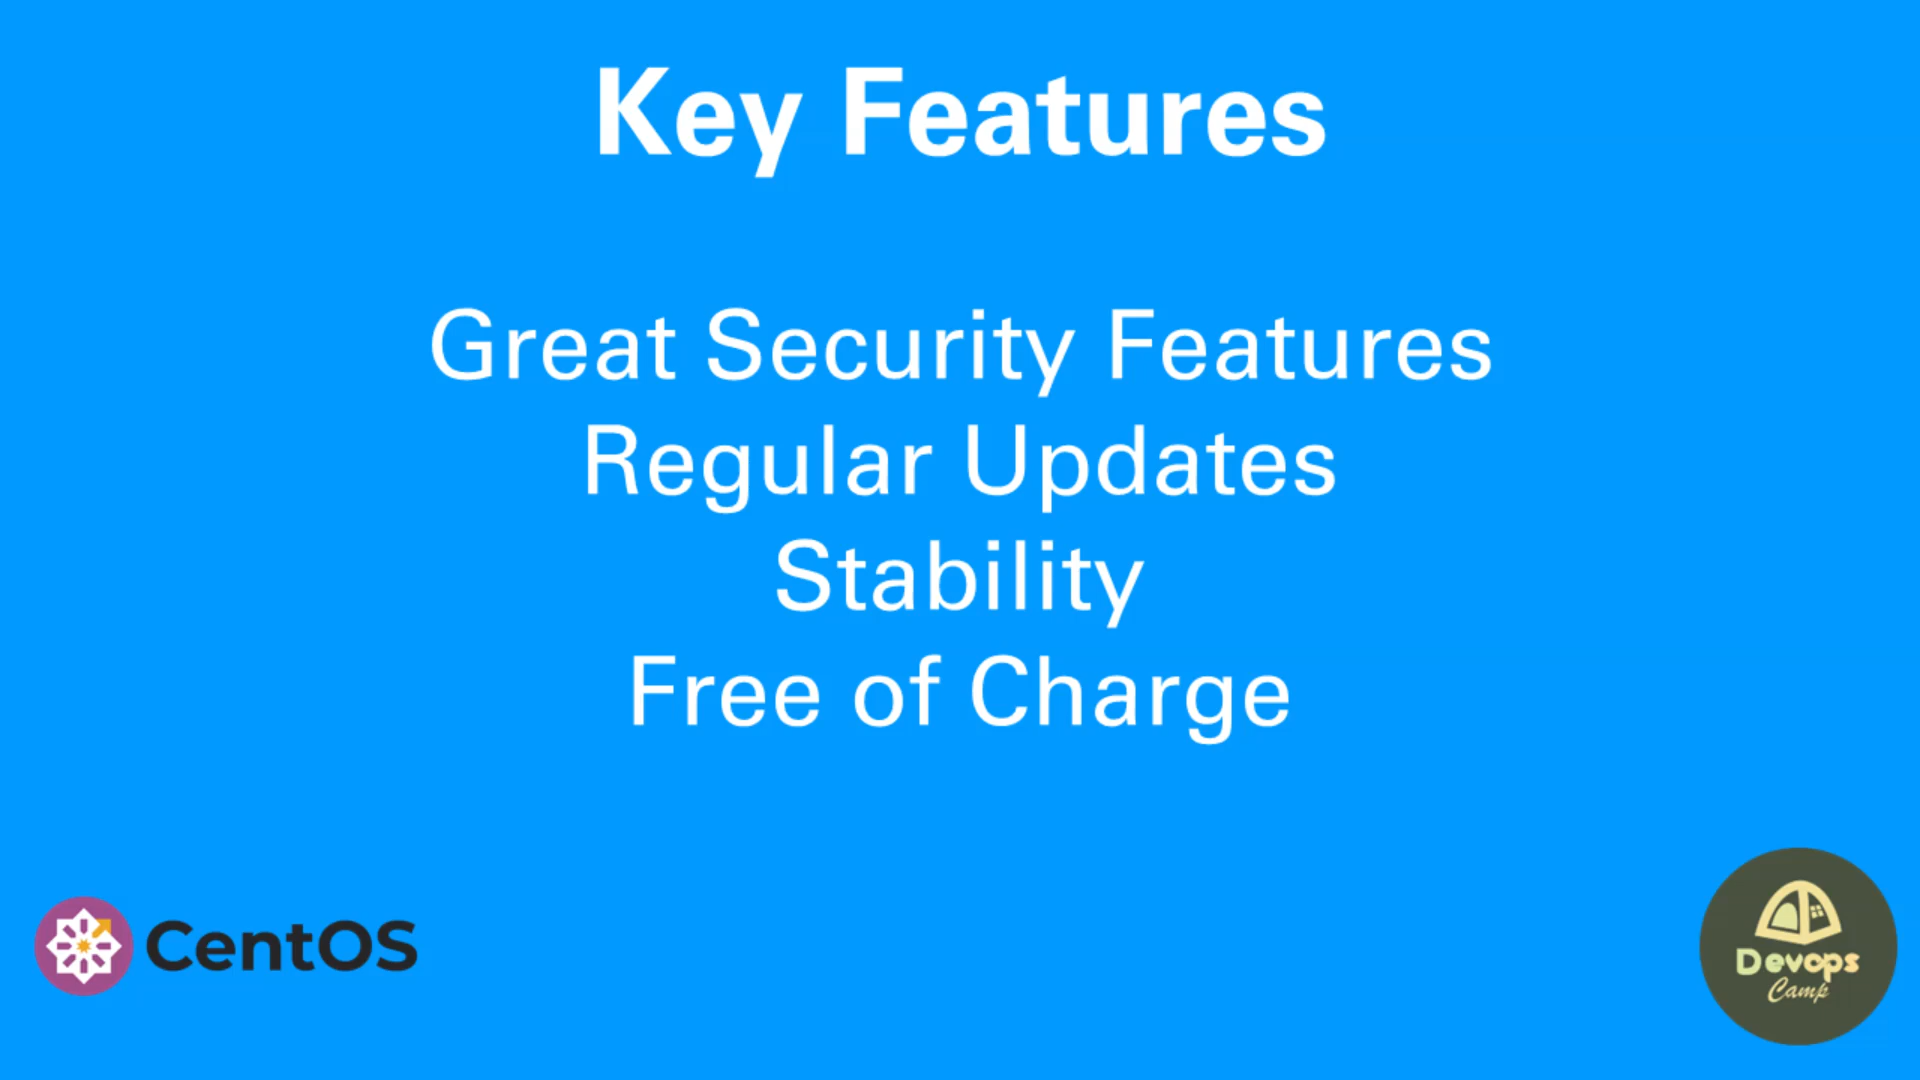 Key Features
Great Security Features
Regular Updates
Stability
Free of Charge
CentOS
Devops
Camp